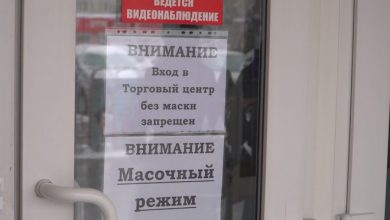 ВЕДЕТСЯ
ВИДЕОНАБЛЮДЕНИЕ
ВНИМАНИЕ
Вход в
Торговый центр
без маски
запрещен
ВНИМАНИЕ
Масочный
режим